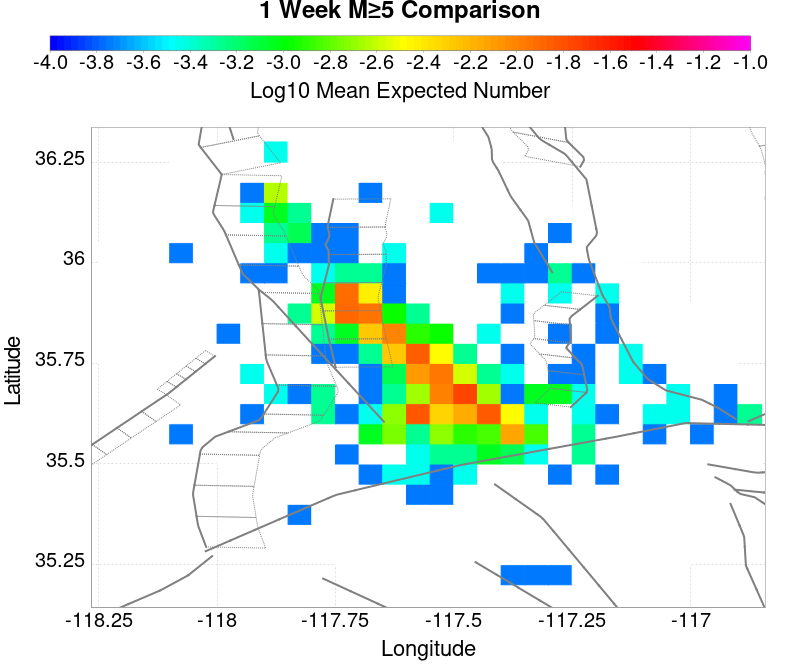 1 Week M≥5 Comparison
-4.0 -3.8 -3.6 -3.4 -3.2 -3.0 -2.8 -2.6 -2.4 -2.2 -2.0 -1.8 -1.6 -1.4 -1.2 -1.0
Log10 Mean Expected Number
36.25
36
35.75
35.5
35.25
Latitude
-118.25 -118 -117.75 -117.5 -117.25 -117
Longitude